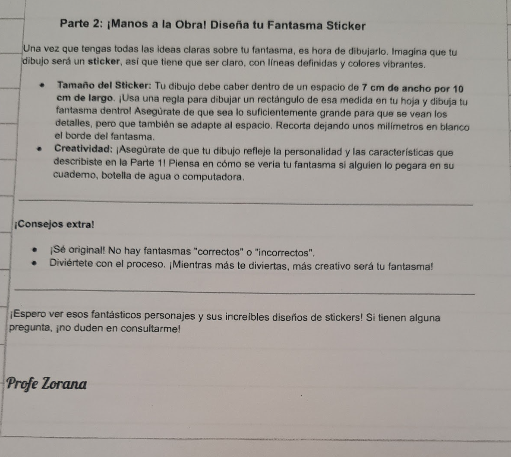 Parte 2: ¡Manos a la Obra! Diseña tu Fantasma Sticker
Una vez que tengas todas las ideas claras sobre tu fantasma, es hora de dibujarlo. Imagina que tu
dibujo será un sticker, así que tiene que ser claro, con líneas definidas y colores vibrantes.
• Tamaño del Sticker: Tu dibujo debe caber dentro de un espacio de 7 cm de ancho por 10
cm de largo. ¡Usa una regla para dibujar un rectángulo de esa medida en tu hoja y dibuja tu
fantasma dentro! Asegúrate de que sea lo suficientemente grande para que se vean los
detalles, pero que también se adapte al espacio. Recorta dejando unos milímetros en blanco
el borde del fantasma.
• Creatividad: ¡Asegúrate de que tu dibujo refleje la personalidad y las características que
describiste en la Parte 1! Piensa en cómo se vería tu fantasma si alguien lo pegara en su
cuaderno, botella de agua o computadora.
¡Consejos extra!
• ¡Sé original! No hay fantasmas "correctos" o "incorrectos".
• Diviértete con el proceso. ¡Mientras más te diviertas, más creativo será tu fantasma!
¡Espero ver esos fantásticos personajes y sus increíbles diseños de stickers! Si tienen alguna
pregunta, ¡no duden en consultarme!
Profe Zorana